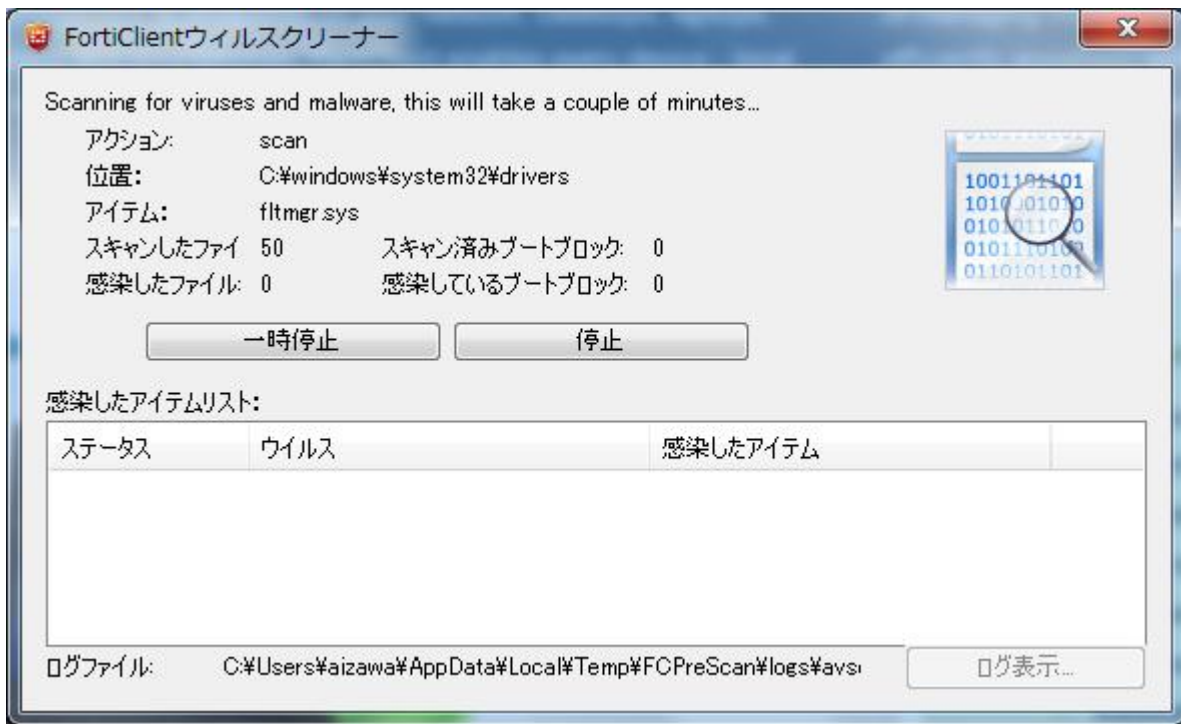 FortiClientウィルスクリーナー
Scanning for viruses and malware, this will take a couple of minutes...
アクション: scan
位置: C:¥windows¥system32¥drivers
アイテム: fltmgr.sys
スキャンしたファイ 50 スキャン済みブートブロック: 0
感染したファイル: 0 感染しているブートブロック: 0
1001101101
一時停止 停止
感染したアイテムリスト:
ステータス ウイルス 感染したアイテム
ログファイル: C:¥Users¥aizawa¥AppData¥Local¥Temp¥FCPreScan¥logs¥avs ログ表示...